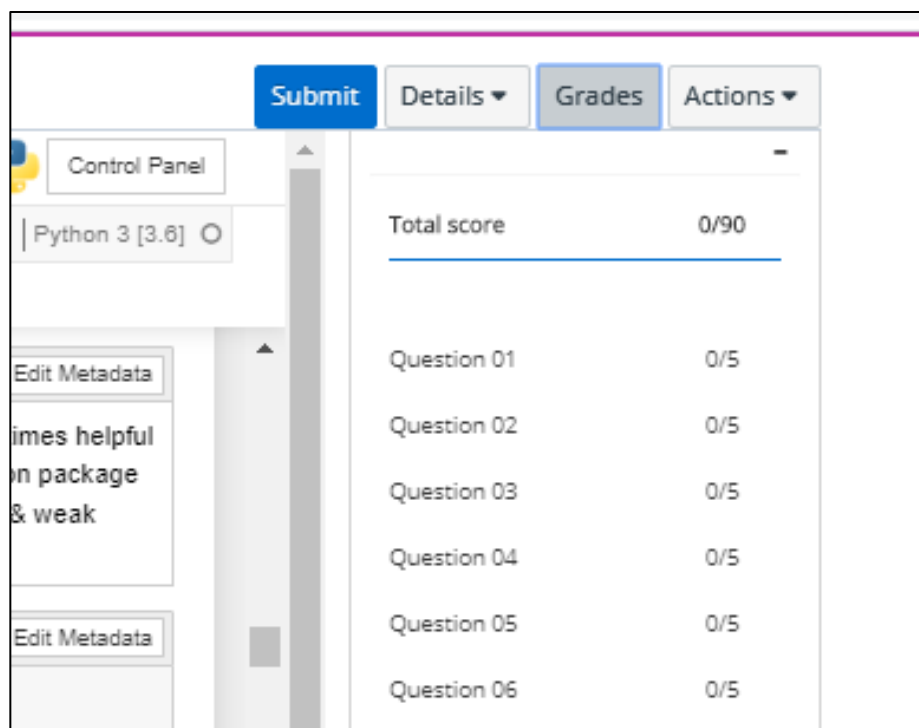 Submit Details Grades Actions
Control Panel
Python 3 [3.6]
Total score 0/90
Edit Metadata
Question 01 0/5
Question 02 0/5
times helpful
on package
& weak
Question 03 0/5
Question 04 0/5
Question 05 0/5
Edit Metadata
Question 06 0/5